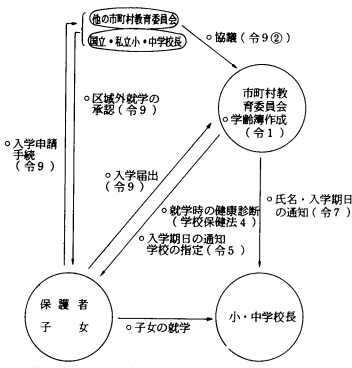 他の市町村教育委員会
国立・私立小・中学校長
○協議(令9②)
市町村教
育委員会
○学齢簿作成
(令1)
○区域外就学の
承認(令9)
○入学申請
手続
(令9)
○入学届出
(令9)
○就学時の健康診断
(学校保健法4)
○入学期日の通知
学校の指定(令5)
○氏名・入学期日
の通知(令7)
保護者
子女
○子女の就学
小・中学校長